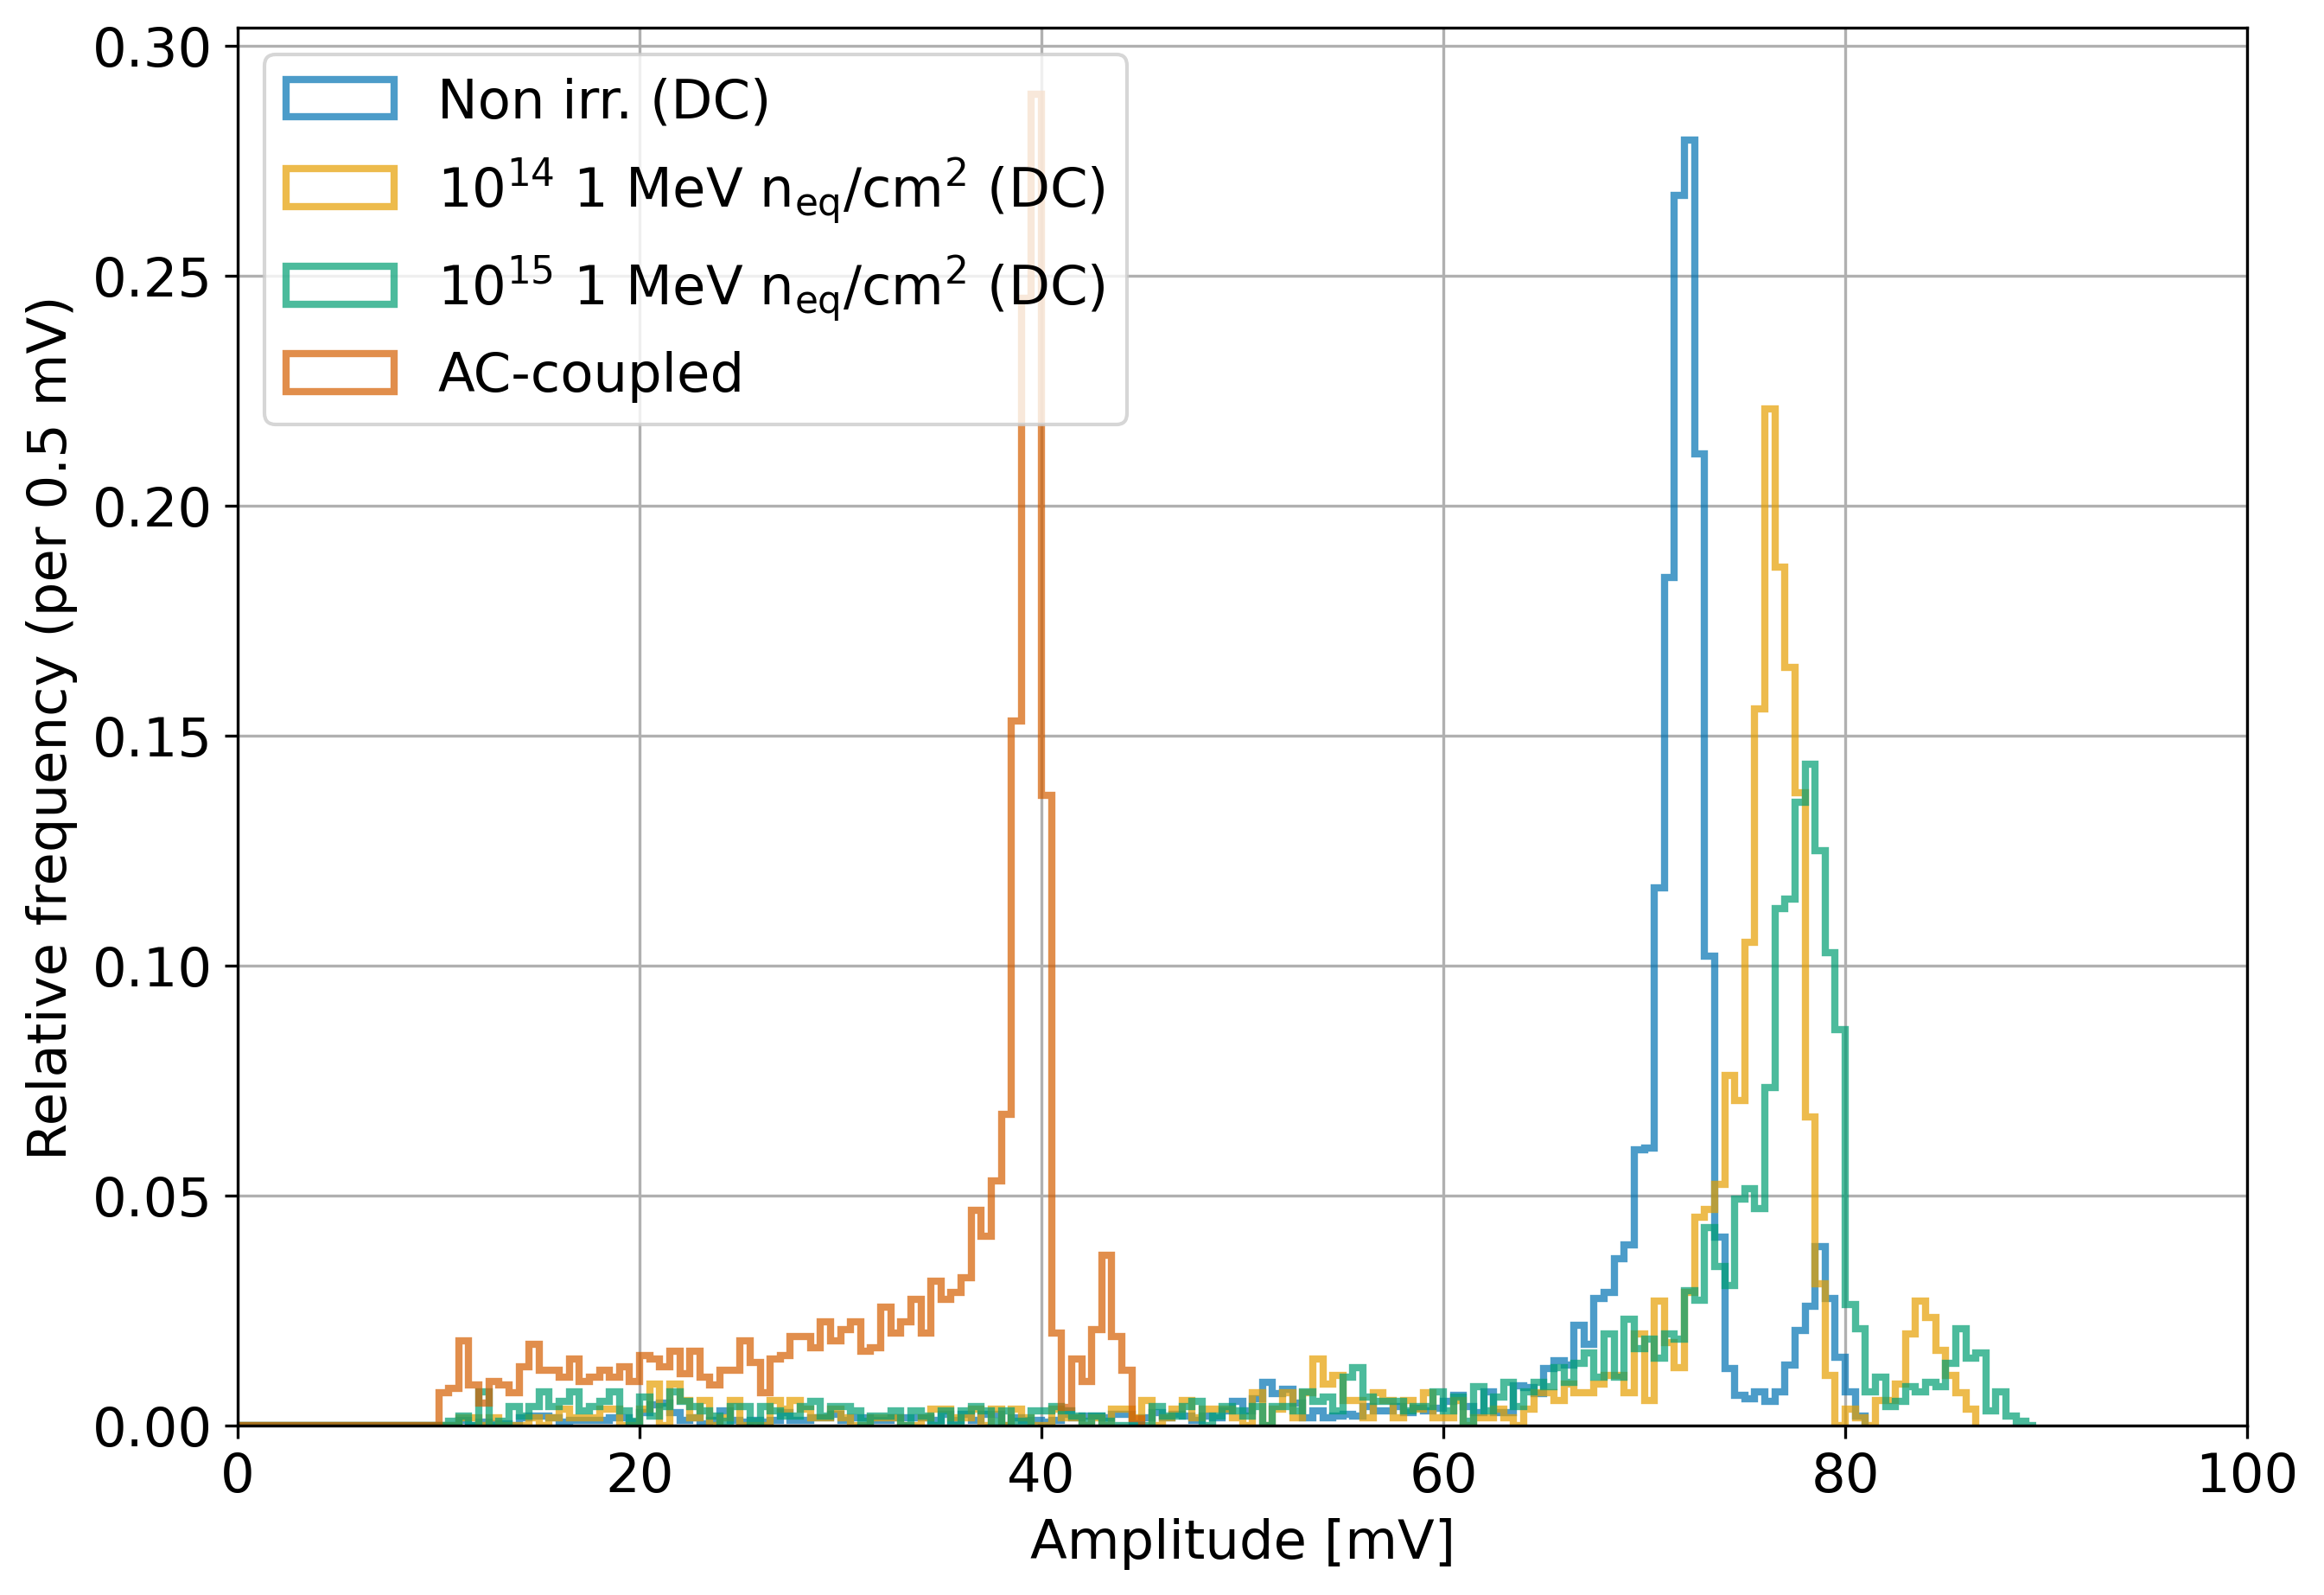 Non irr. (DC)
10¹⁴ 1 MeV n_eq/cm² (DC)
10¹⁵ 1 MeV n_eq/cm² (DC)
AC-coupled
Relative frequency (per 0.5 mV)
0.30
0.25
0.20
0.15
0.10
0.05
0.00
0 20 40 60 80 100
Amplitude [mV]